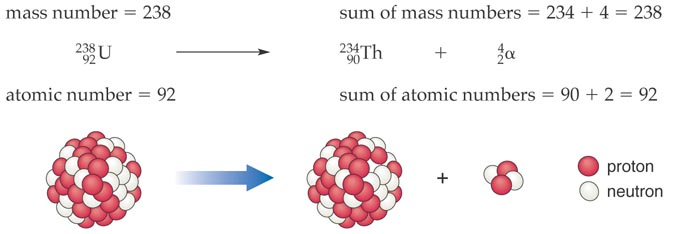 mass number = 238 sum of mass numbers = 234 + 4 = 238
²³⁸₉₂U ²³⁴₉₀Th + ⁴₂α
atomic number = 92 sum of atomic numbers = 90 + 2 = 92
+
proton
neutron